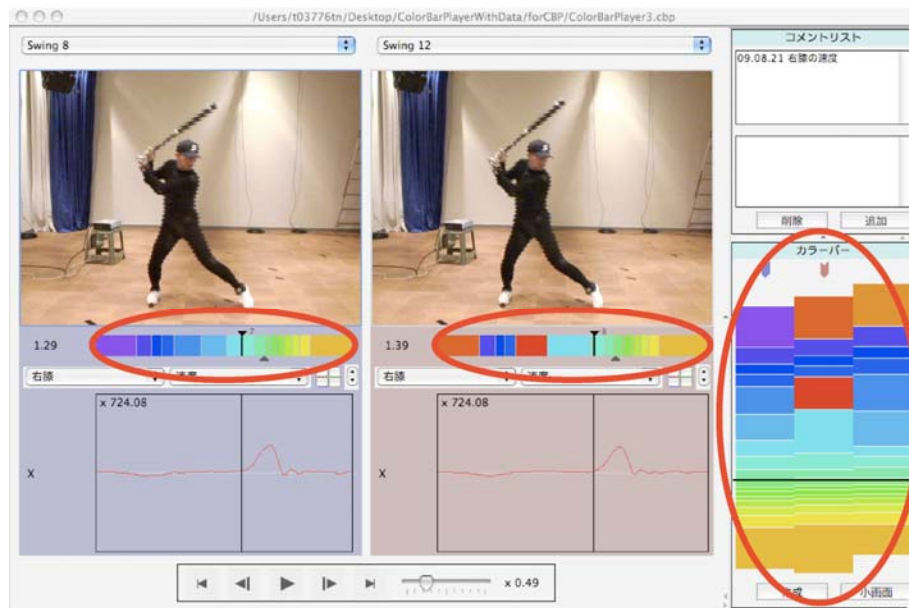 /Users/t03776tn/Desktop/ColorBarPlayerWithData/forCBP/ColorBarPlayer3.cbp
Swing 8
Swing 12
コメントリスト
09.08.21 右膝の速度
削除
追加
カラーバー
7
8
1.29
1.39
右膝
速度
右膝
速度
x 724.08
x 724.08
X
X
x 0.49
小画面